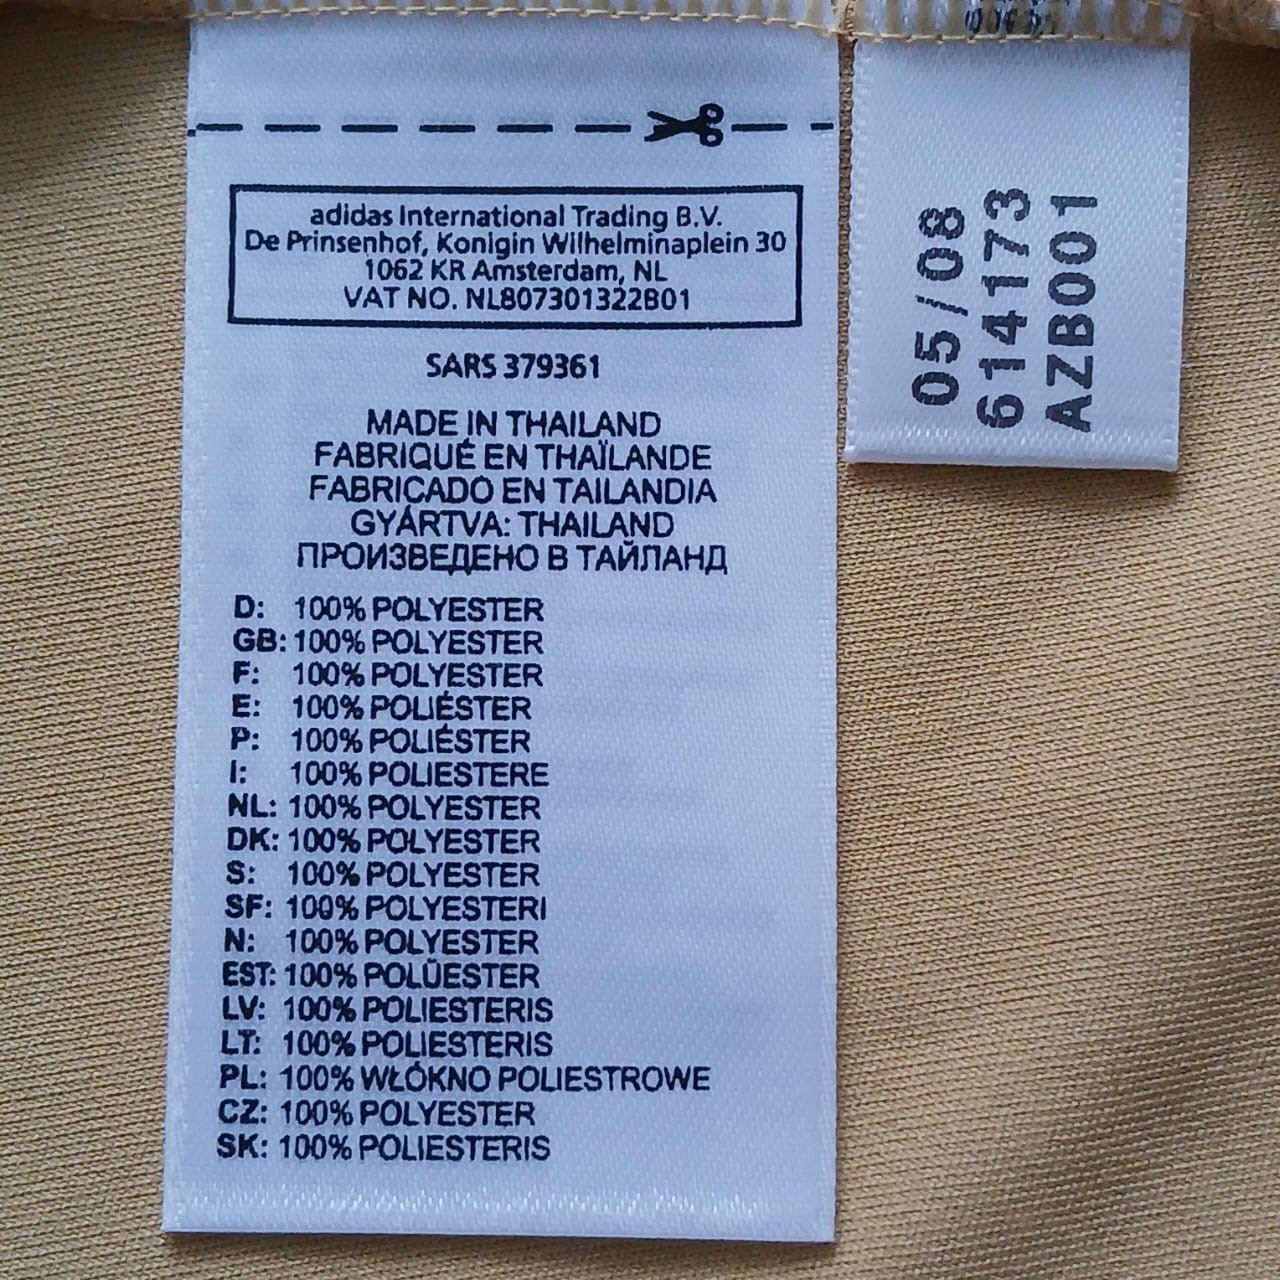 adidas International Trading B.V.
De Prinsenhof, Konigin Wilhelminaplein 30
1062 KR Amsterdam, NL
VAT NO. NL807301322B01
SARS 379361
MADE IN THAILAND
FABRIQUÉ EN THAÏLANDE
FABRICADO EN TAILANDIA
GYÁRTVA: THAILAND
ПРОИЗВЕДЕНО В ТАЙЛАНД
D: 100% POLYESTER
GB: 100% POLYESTER
F: 100% POLYESTER
E: 100% POLIÉSTER
P: 100% POLIÉSTER
I: 100% POLIESTERE
NL: 100% POLYESTER
DK: 100% POLYESTER
S: 100% POLYESTER
SF: 100% POLYESTERI
N: 100% POLYESTER
EST: 100% POLÜESTER
LV: 100% POLIESTERIS
LT: 100% POLIESTERIS
PL: 100% WŁÓKNO POLIESTROWE
CZ: 100% POLYESTER
SK: 100% POLIESTERIS
05/08
614173
AZB001